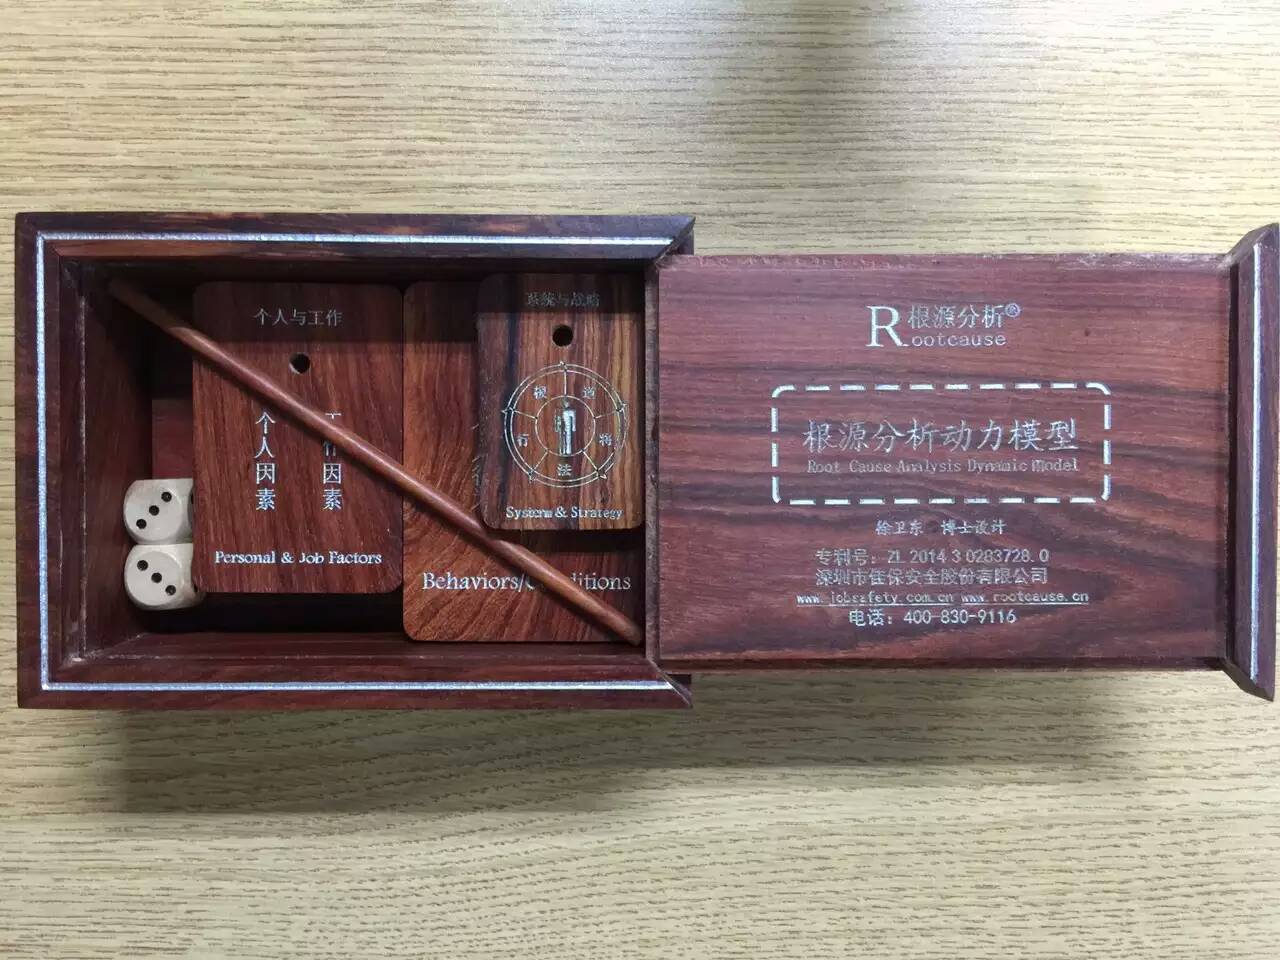 个人与工作
个人因素
工作因素
Personal & Job Factors
系统与战略
道
将
法
行
Systerm & Strategy
Behaviors/Conditions
R根源分析®
ootcause
根源分析动力模型
Root Cause Analysis Dynamic Model
徐卫东 博士设计
专利号：ZL 2014 3 0283728.0
深圳市佳保安全股份有限公司
www.jobsafety.com.cn www.rootcause.cn
电话：400-830-9116